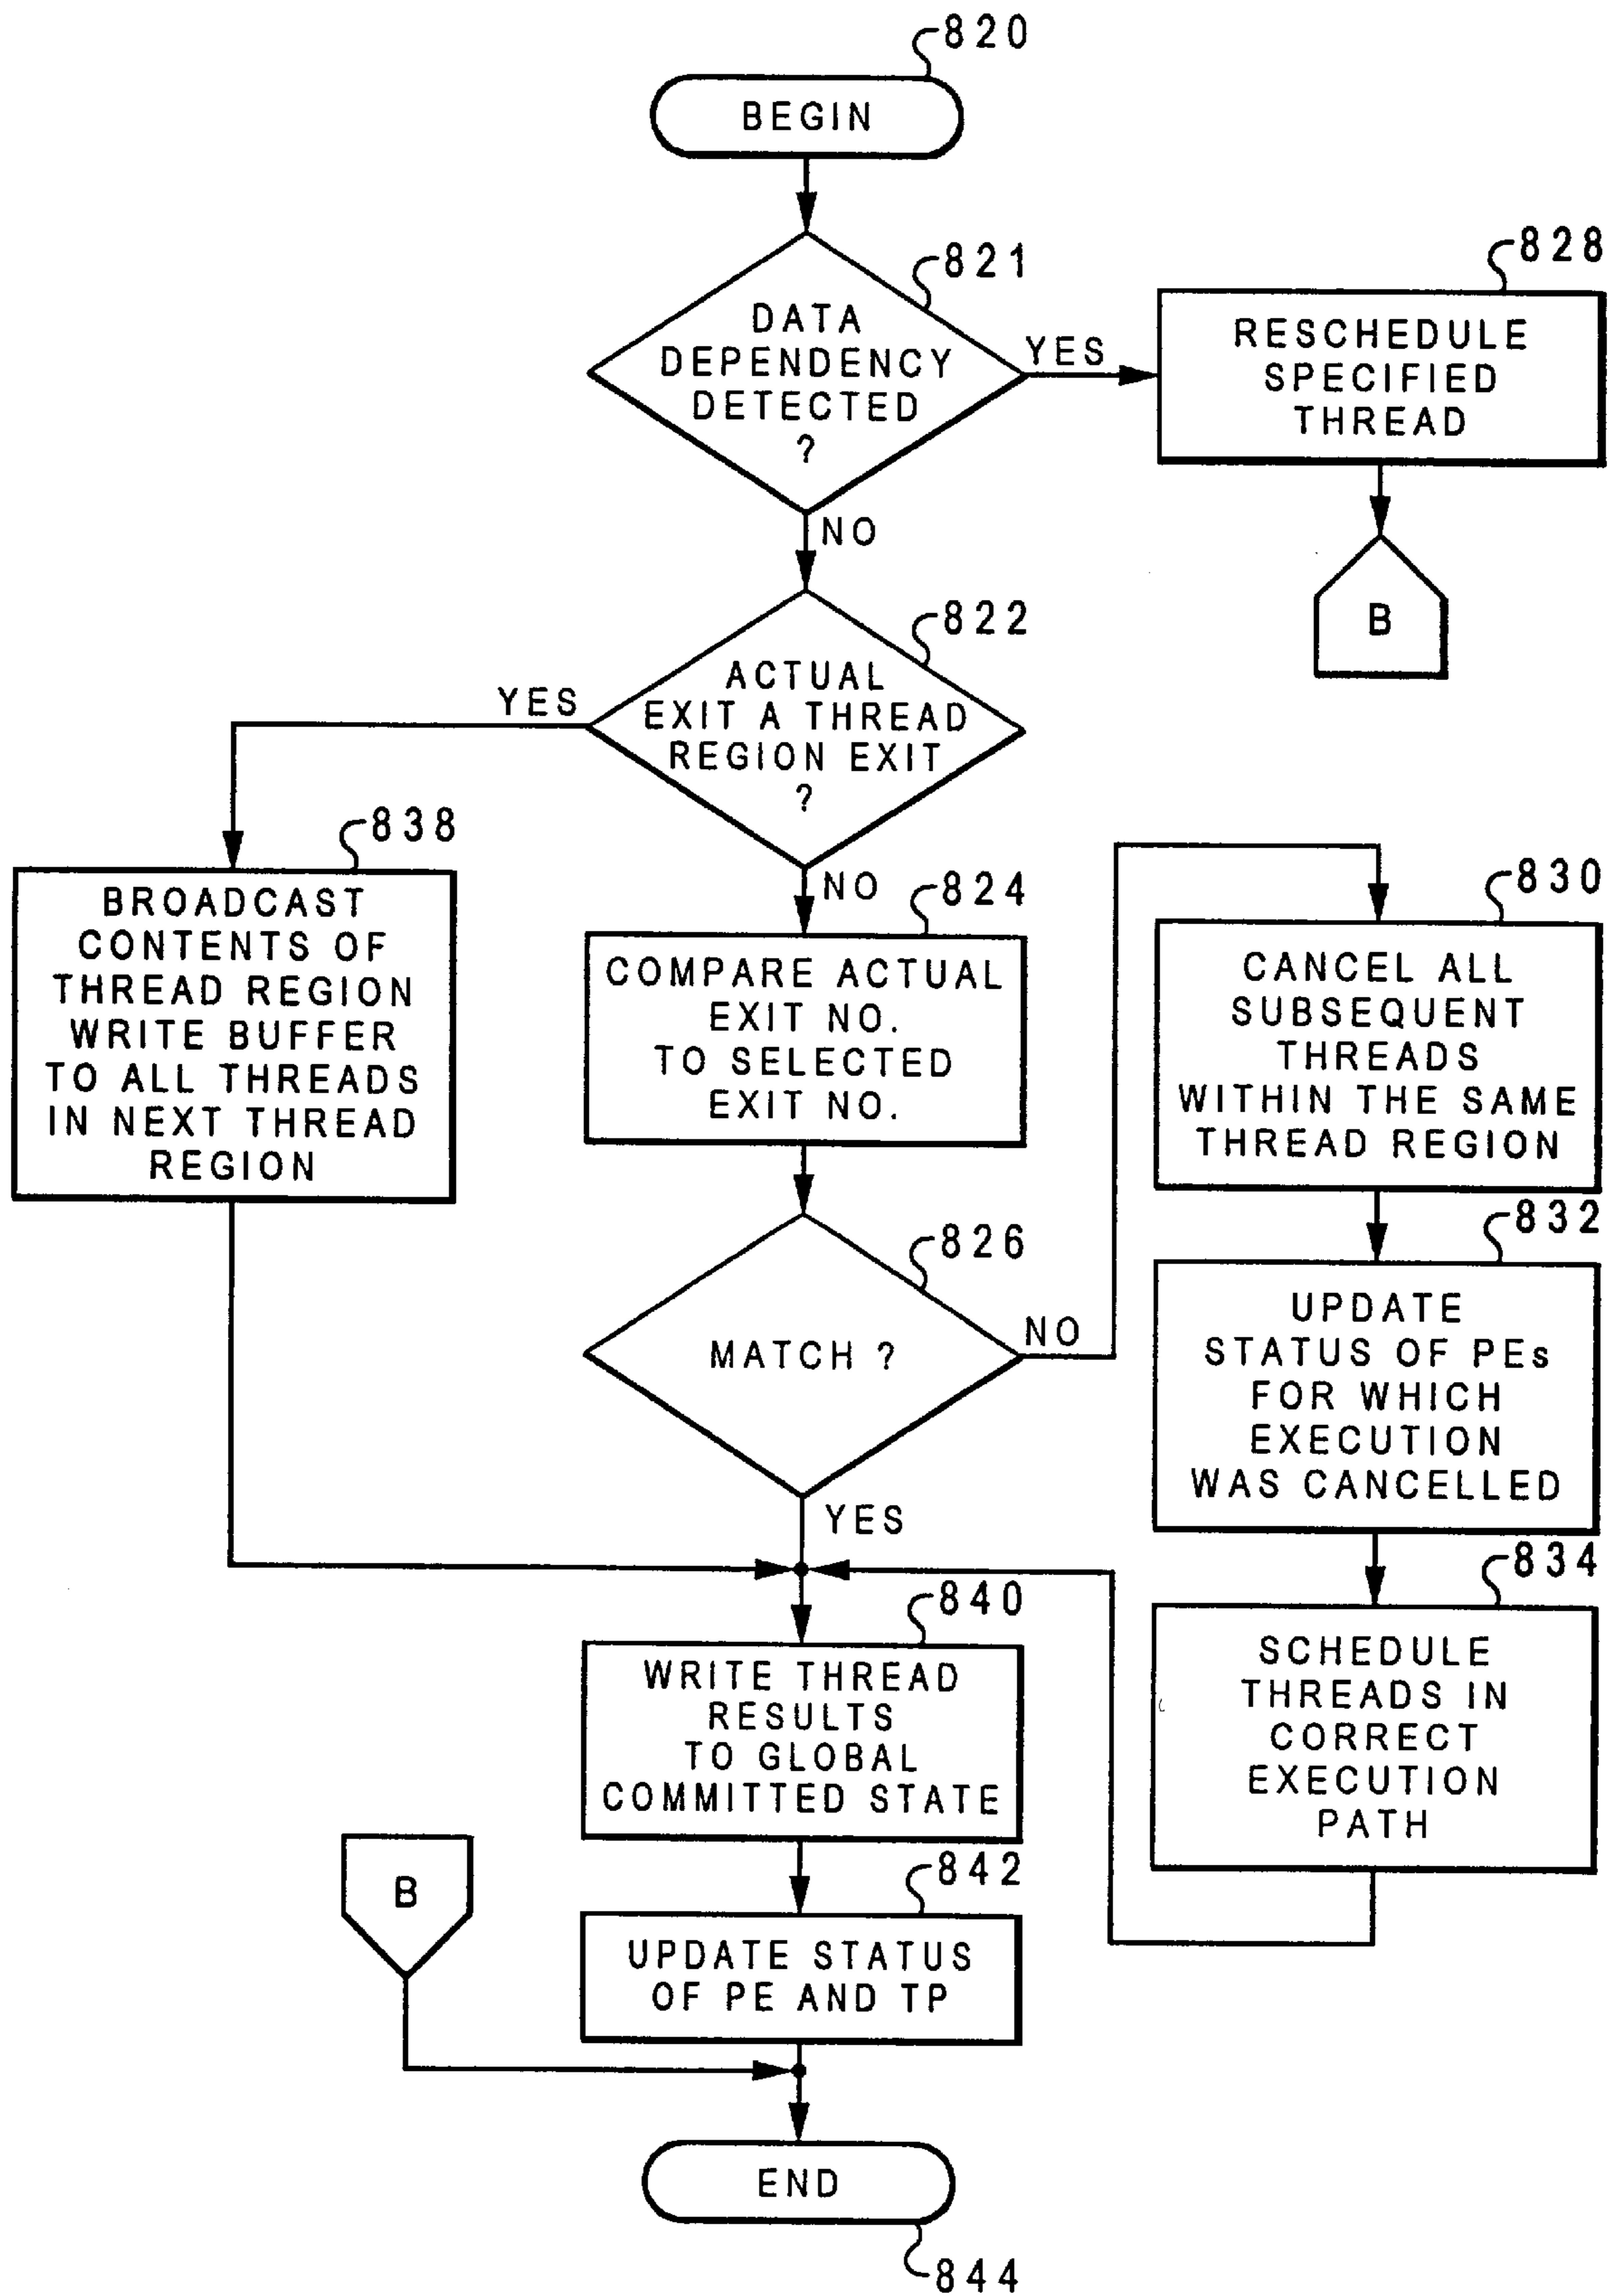 820
BEGIN
821
DATA
DEPENDENCY
DETECTED
?
YES
828
RESCHEDULE
SPECIFIED
THREAD
B
NO
822
ACTUAL
EXIT A THREAD
REGION EXIT
?
YES
838
BROADCAST
CONTENTS OF
THREAD REGION
WRITE BUFFER
TO ALL THREADS
IN NEXT THREAD
REGION
NO
824
COMPARE ACTUAL
EXIT NO.
TO SELECTED
EXIT NO.
826
MATCH ?
NO
830
CANCEL ALL
SUBSEQUENT
THREADS
WITHIN THE SAME
THREAD REGION
832
UPDATE
STATUS OF PEs
FOR WHICH
EXECUTION
WAS CANCELLED
834
SCHEDULE
THREADS IN
CORRECT
EXECUTION
PATH
YES
840
WRITE THREAD
RESULTS
TO GLOBAL
COMMITTED STATE
842
UPDATE STATUS
OF PE AND TP
B
END
844